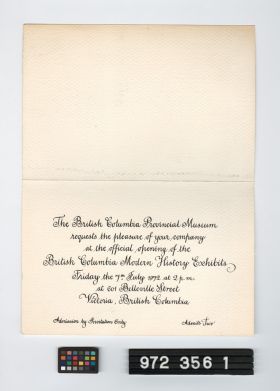 The British Columbia Provincial Museum
requests the pleasure of your company
at the official opening of the
British Columbia Modern History Exhibits
Friday the 7th July 1972 at 2 p.m.
at 601 Belleville Street
Victoria, British Columbia
Admission by Invitation Only
Admits Two
972 356 1